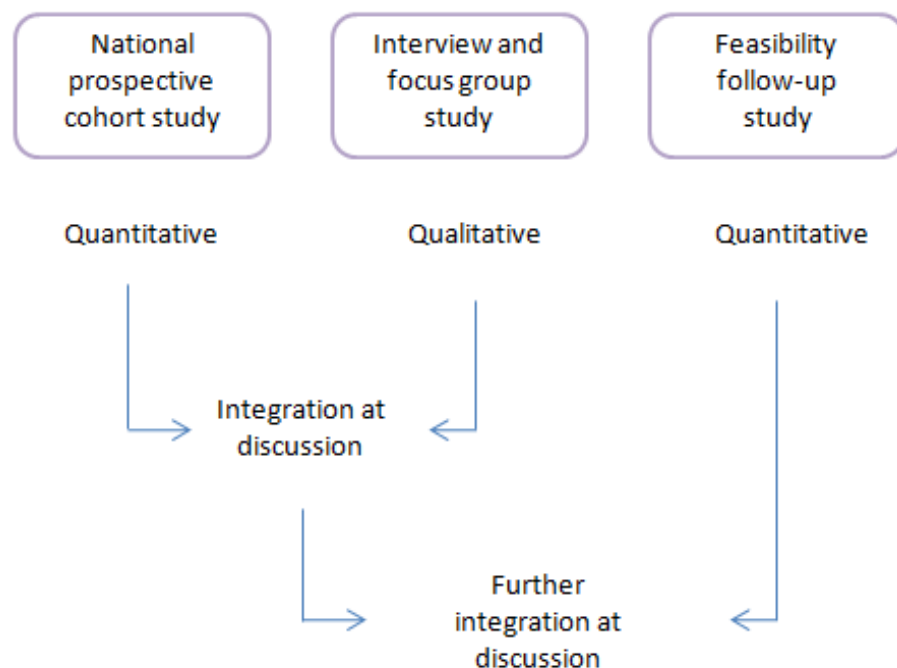 National
prospective
cohort study
Interview and
focus group
study
Feasibility
follow-up
study
Quantitative
Qualitative
Quantitative
Integration at
discussion
Further
integration at
discussion